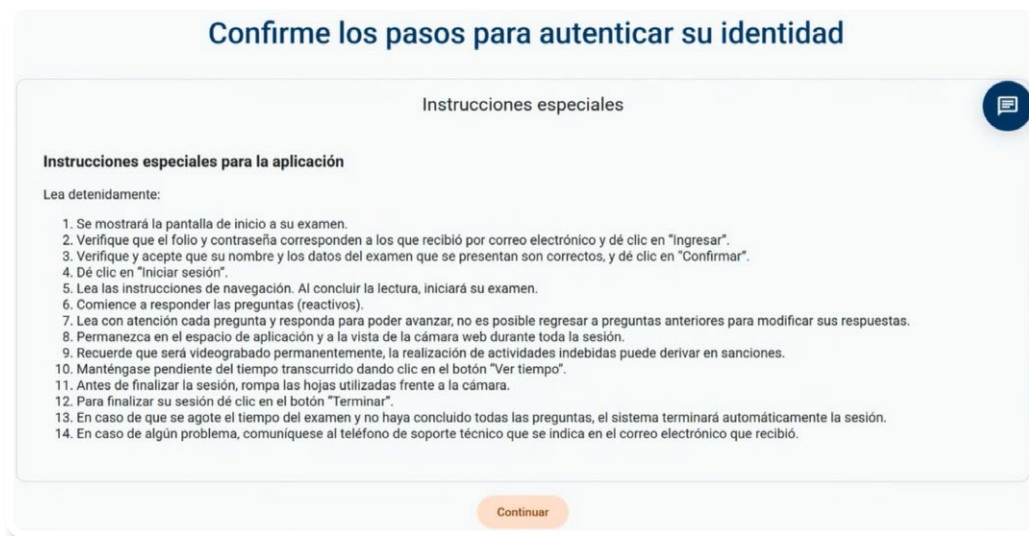 Confirme los pasos para autenticar su identidad
Instrucciones especiales
Instrucciones especiales para la aplicación
Lea detenidamente:
1. Se mostrará la pantalla de inicio a su examen.
2. Verifique que el folio y contraseña corresponden a los que recibió por correo electrónico y dé clic en “Ingresar”.
3. Verifique y acepte que su nombre y los datos del examen que se presentan son correctos, y dé clic en “Confirmar”.
4. Dé clic en “Iniciar sesión”.
5. Lea las instrucciones de navegación. Al concluir la lectura, iniciará su examen.
6. Comience a responder las preguntas (reactivos).
7. Lea con atención cada pregunta y responda para poder avanzar, no es posible regresar a preguntas anteriores para modificar sus respuestas.
8. Permanezca en el espacio de aplicación y a la vista de la cámara web durante toda la sesión.
9. Recuerde que será videograbado permanentemente, la realización de actividades indebidas puede derivar en sanciones.
10. Manténgase pendiente del tiempo transcurrido dando clic en el botón “Ver tiempo”.
11. Antes de finalizar la sesión, rompa las hojas utilizadas frente a la cámara.
12. Para finalizar su sesión dé clic en el botón “Terminar”.
13. En caso de que se agote el tiempo del examen y no haya concluido todas las preguntas, el sistema terminará automáticamente la sesión.
14. En caso de algún problema, comuníquese al teléfono de soporte técnico que se indica en el correo electrónico que recibió.
Continuar